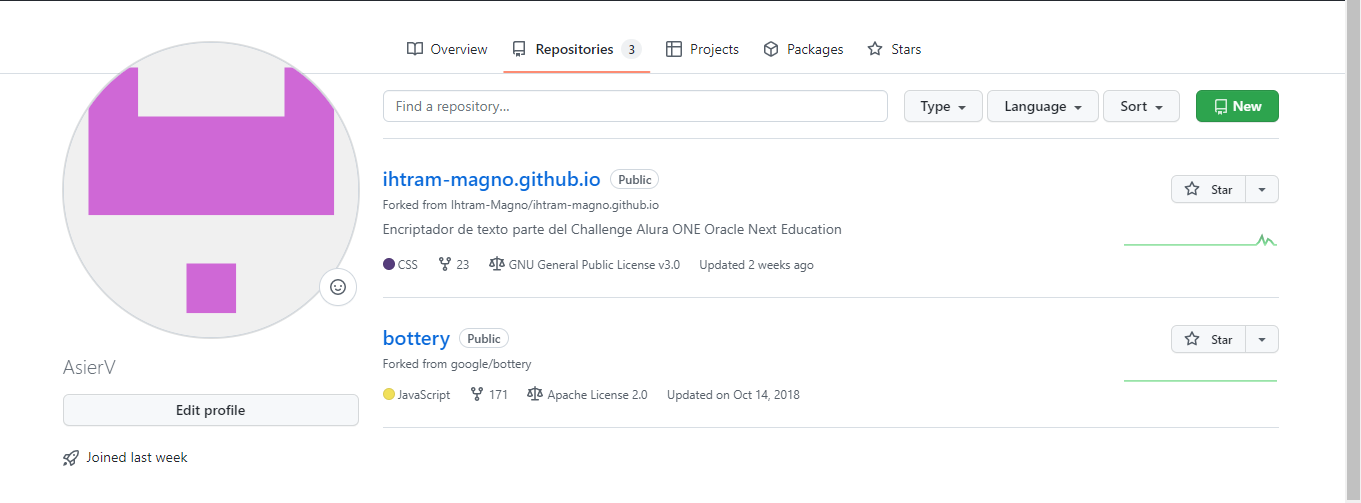 Overview Repositories 3 Projects Packages Stars
Find a repository... Type Language Sort New
ihtram-magno.github.io Public Star
Forked from Ihtram-Magno/ihtram-magno.github.io
Encriptador de texto parte del Challenge Alura ONE Oracle Next Education
CSS 23 GNU General Public License v3.0 Updated 2 weeks ago
bottery Public Star
Forked from google/bottery
JavaScript 171 Apache License 2.0 Updated on Oct 14, 2018
AsierV
Edit profile
Joined last week